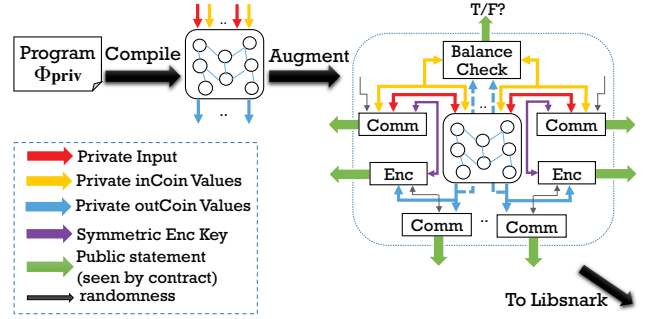 T/F?
Program
Φpriv
Compile
..
..
Augment
Balance
Check
..
Comm
Comm
Enc
Enc
Comm
..
Comm
Private Input
Private inCoin Values
Private outCoin Values
Symmetric Enc Key
Public statement
(seen by contract)
randomness
To Libsnark